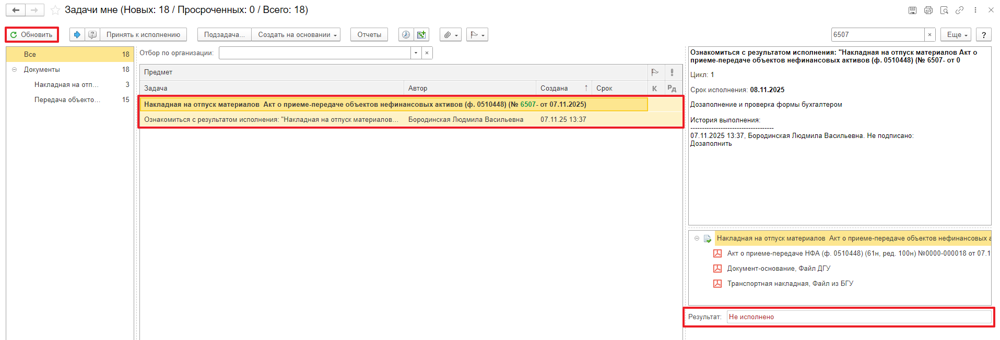 Задачи мне (Новых: 18 / Просроченных: 0 / Всего: 18)
Обновить
Принять к исполнению
Подзадача...
Создать на основании
Отчеты
6507
×
Еще
?
Все 18
Документы 18
Накладная на отп... 3
Передача объекто... 15
Отбор по организации:
×
Предмет
Задача Автор Создана ↑ Срок К Рд
Накладная на отпуск материалов Акт о приеме-передаче объектов нефинансовых активов (ф. 0510448) (№ 6507- от 07.11.2025)
Ознакомиться с результатом исполнения: "Накладная на отпуск материалов... Бородинская Людмила Васильевна 07.11.25 13:37
Ознакомиться с результатом исполнения: "Накладная на отпуск материалов Акт о
приеме-передаче объектов нефинансовых активов (ф. 0510448) (№ 6507- от 0
Цикл: 1
Срок исполнения: 08.11.2025
Дозаполнение и проверка формы бухгалтером
История выполнения:
------------------------------------
07.11.2025 13:37, Бородинская Людмила Васильевна. Не подписано:
Дозаполнить
Накладная на отпуск материалов Акт о приеме-передаче объектов нефинансовых а
Акт о приеме-передаче НФА (ф. 0510448) (61н, ред. 100н) №0000-000018 от 07.1
Документ-основание, Файл ДГУ
Транспортная накладная, Файл из БГУ
Результат: Не исполнено